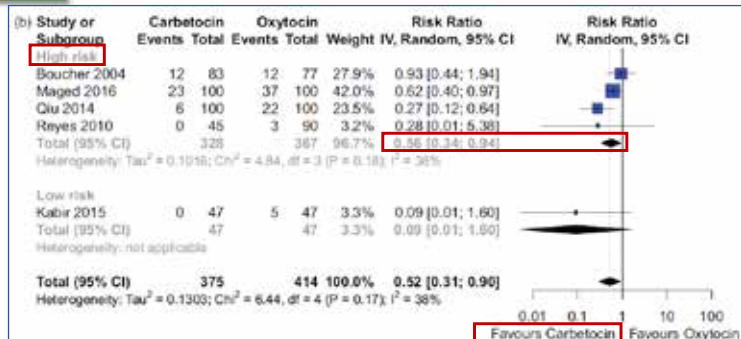 (b) Study or Subgroup Carbetocin Events Total Oxytocin Events Total Weight Risk Ratio IV, Random, 95% CI Risk Ratio IV, Random, 95% CI
High risk
Boucher 2004 12 83 12 77 27.9% 0.93 [0.44; 1.94]
Maged 2016 23 100 37 100 42.0% 0.62 [0.40; 0.97]
Qiu 2014 6 100 22 100 23.5% 0.27 [0.12; 0.64]
Reyes 2010 0 45 3 90 3.2% 0.28 [0.01; 5.38]
Total (95% CI) 328 367 96.7% 0.56 [0.34; 0.94]
Heterogeneity: Tau² = 0.1016; Chi² = 4.84, df = 3 (P = 0.18); I² = 38%
Low risk
Kabir 2015 0 47 5 47 3.3% 0.09 [0.01; 1.60]
Total (95% CI) 47 47 3.3% 0.09 [0.01; 1.60]
Heterogeneity: not applicable
Total (95% CI) 375 414 100.0% 0.52 [0.31; 0.90]
Heterogeneity: Tau² = 0.1303; Chi² = 6.44, df = 4 (P = 0.17); I² = 38%
0.01 0.1 1 10 100
Favours Carbetocin Favours Oxytocin